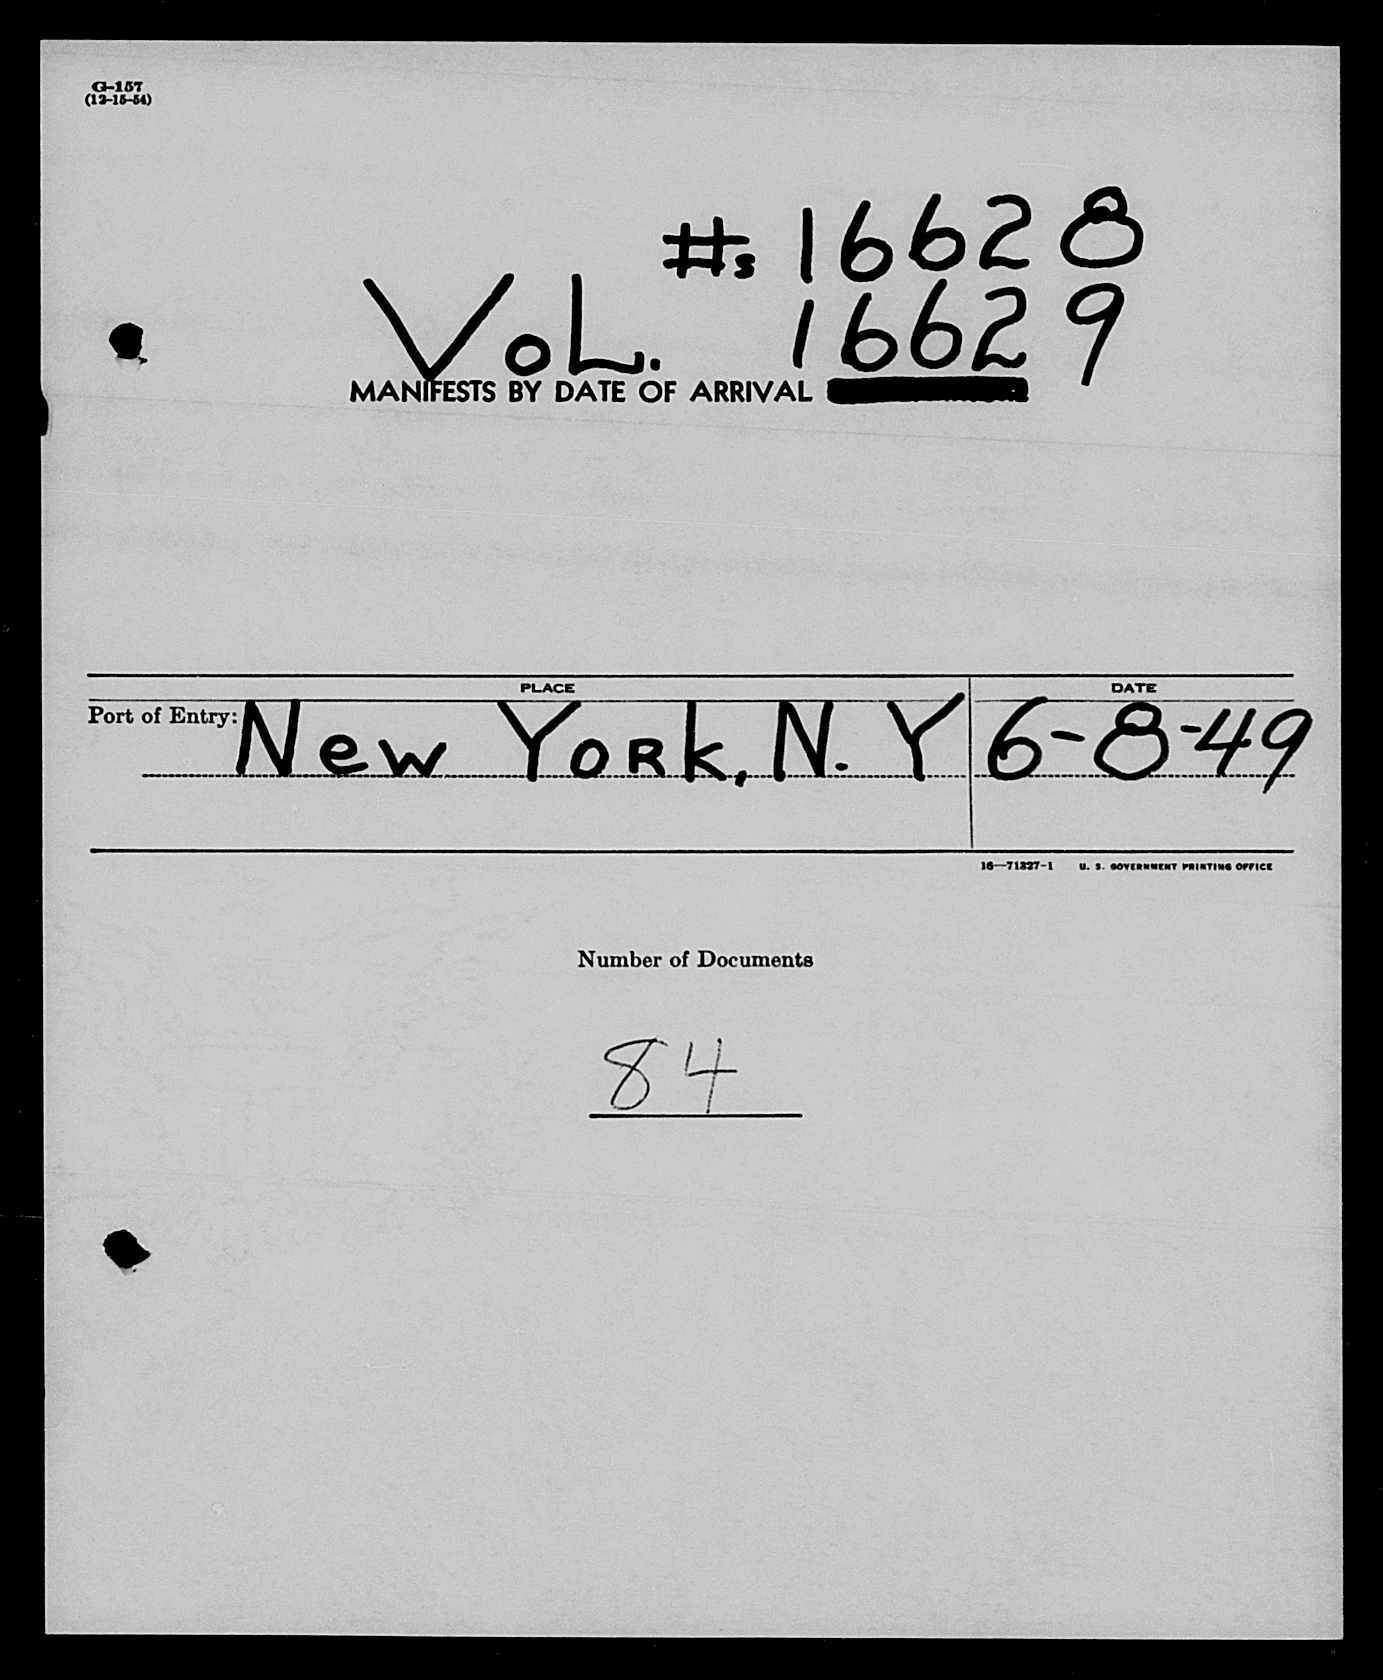 G-157
(12-15-54)
#s 16628
VoL. 16629
MANIFESTS BY DATE OF ARRIVAL
PLACE
DATE
Port of Entry: New York, N. Y
6-8-49
16—71327-1 U. S. GOVERNMENT PRINTING OFFICE
Number of Documents
84